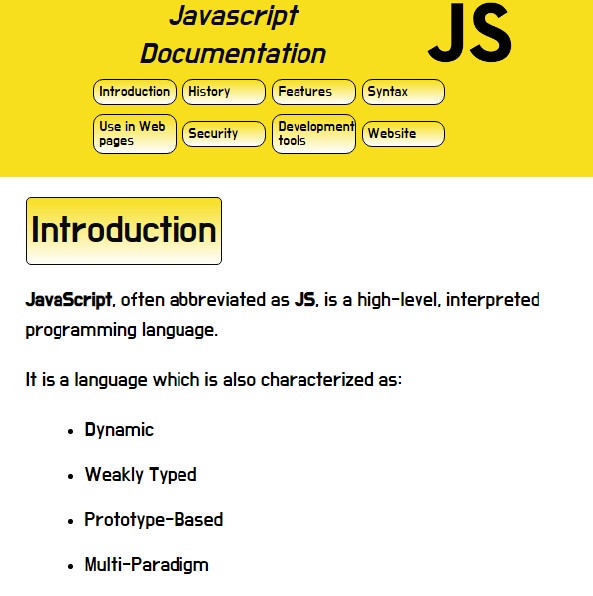 Javascript
Documentation
JS
Introduction History Features Syntax
Use in Web
pages
Security
Development
tools
Website
Introduction
JavaScript, often abbreviated as JS, is a high-level, interpreted
programming language.
It is a language which is also characterized as:
Dynamic
Weakly Typed
Prototype-Based
Multi-Paradigm